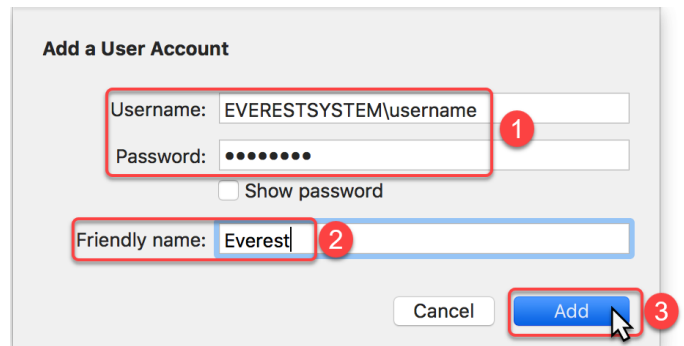 Add a User Account
Username: EVERESTSYSTEM\username 1
Password: ••••••••
Show password
Friendly name: Everest 2
Cancel Add 3